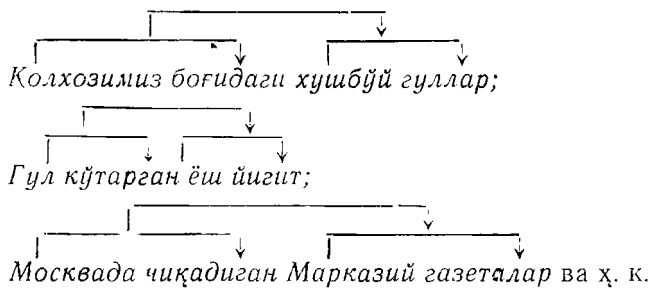 Колхозимиз боғидаги хушбўй гуллар;
Гул кўтарган ёш йигит;
Москвада чиқадиган Марказий газеталар ва ҳ. к.